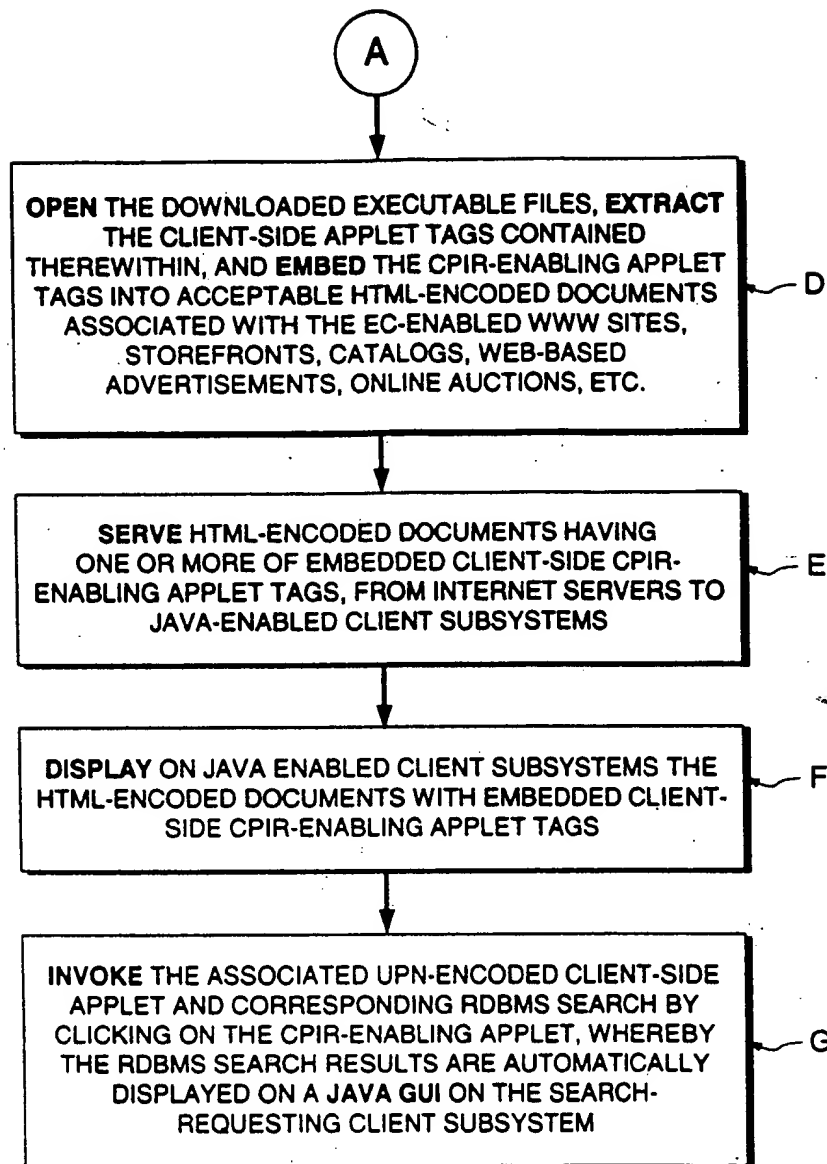 A
OPEN THE DOWNLOADED EXECUTABLE FILES, EXTRACT
THE CLIENT-SIDE APPLET TAGS CONTAINED
THEREWITHIN, AND EMBED THE CPIR-ENABLING APPLET
TAGS INTO ACCEPTABLE HTML-ENCODED DOCUMENTS
ASSOCIATED WITH THE EC-ENABLED WWW SITES,
STOREFRONTS, CATALOGS, WEB-BASED
ADVERTISEMENTS, ONLINE AUCTIONS, ETC.
D
SERVE HTML-ENCODED DOCUMENTS HAVING
ONE OR MORE OF EMBEDDED CLIENT-SIDE CPIR-
ENABLING APPLET TAGS, FROM INTERNET SERVERS TO
JAVA-ENABLED CLIENT SUBSYSTEMS
E
DISPLAY ON JAVA ENABLED CLIENT SUBSYSTEMS THE
HTML-ENCODED DOCUMENTS WITH EMBEDDED CLIENT-
SIDE CPIR-ENABLING APPLET TAGS
F
INVOKE THE ASSOCIATED UPN-ENCODED CLIENT-SIDE
APPLET AND CORRESPONDING RDBMS SEARCH BY
CLICKING ON THE CPIR-ENABLING APPLET, WHEREBY
THE RDBMS SEARCH RESULTS ARE AUTOMATICALLY
DISPLAYED ON A JAVA GUI ON THE SEARCH-
REQUESTING CLIENT SUBSYSTEM
G